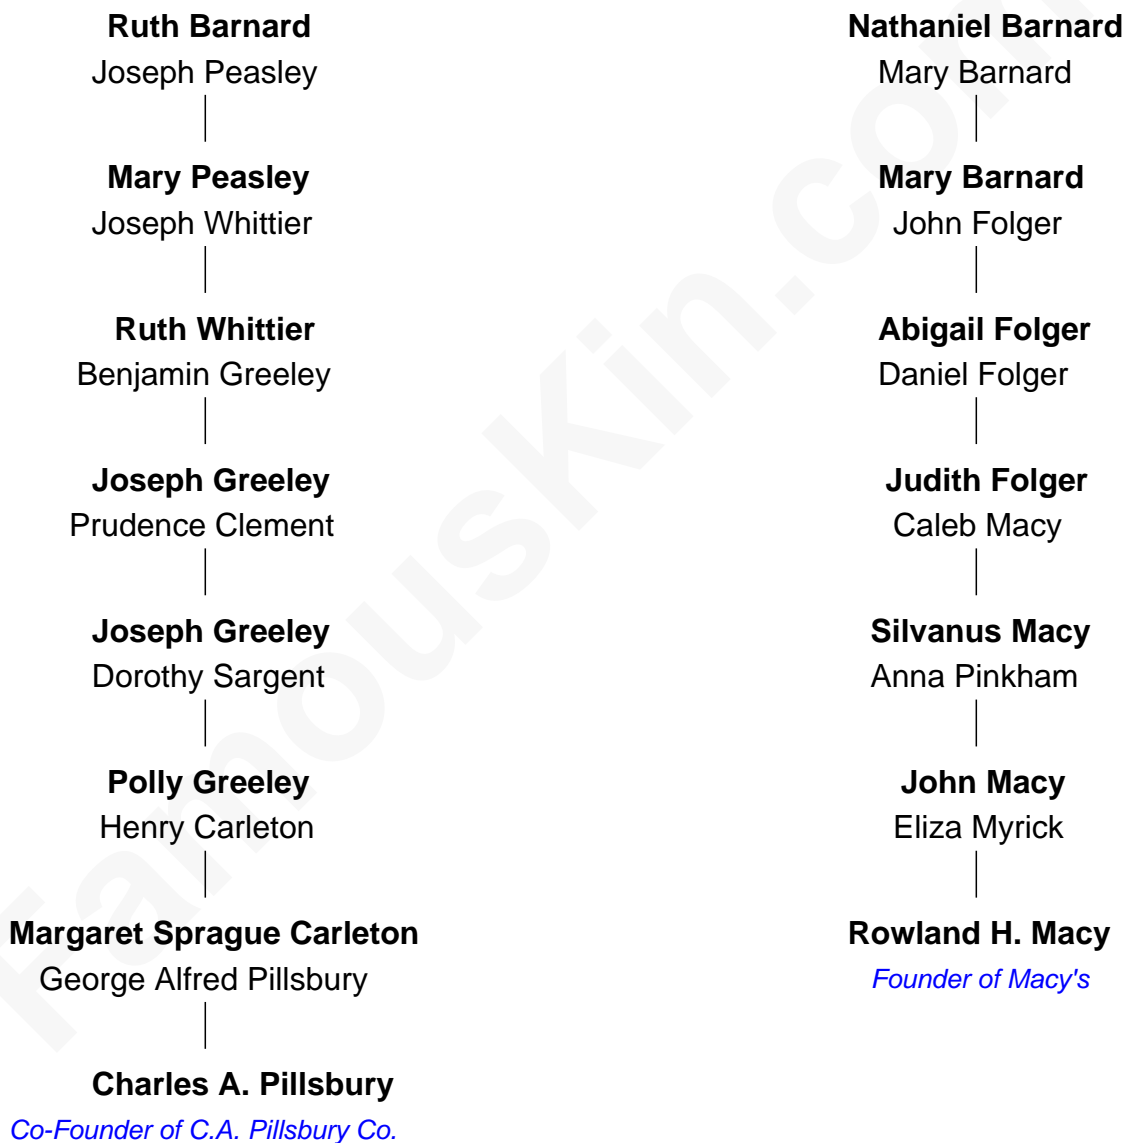 Ruth Barnard
Joseph Peasley
Mary Peasley
Joseph Whittier
Ruth Whittier
Benjamin Greeley
Joseph Greeley
Prudence Clement
Joseph Greeley
Dorothy Sargent
Polly Greeley
Henry Carleton
Margaret Sprague Carleton
George Alfred Pillsbury
Charles A. Pillsbury
Co-Founder of C.A. Pillsbury Co.
Nathaniel Barnard
Mary Barnard
Mary Barnard
John Folger
Abigail Folger
Daniel Folger
Judith Folger
Caleb Macy
Silvanus Macy
Anna Pinkham
John Macy
Eliza Myrick
Rowland H. Macy
Founder of Macy's
FamousKin.com